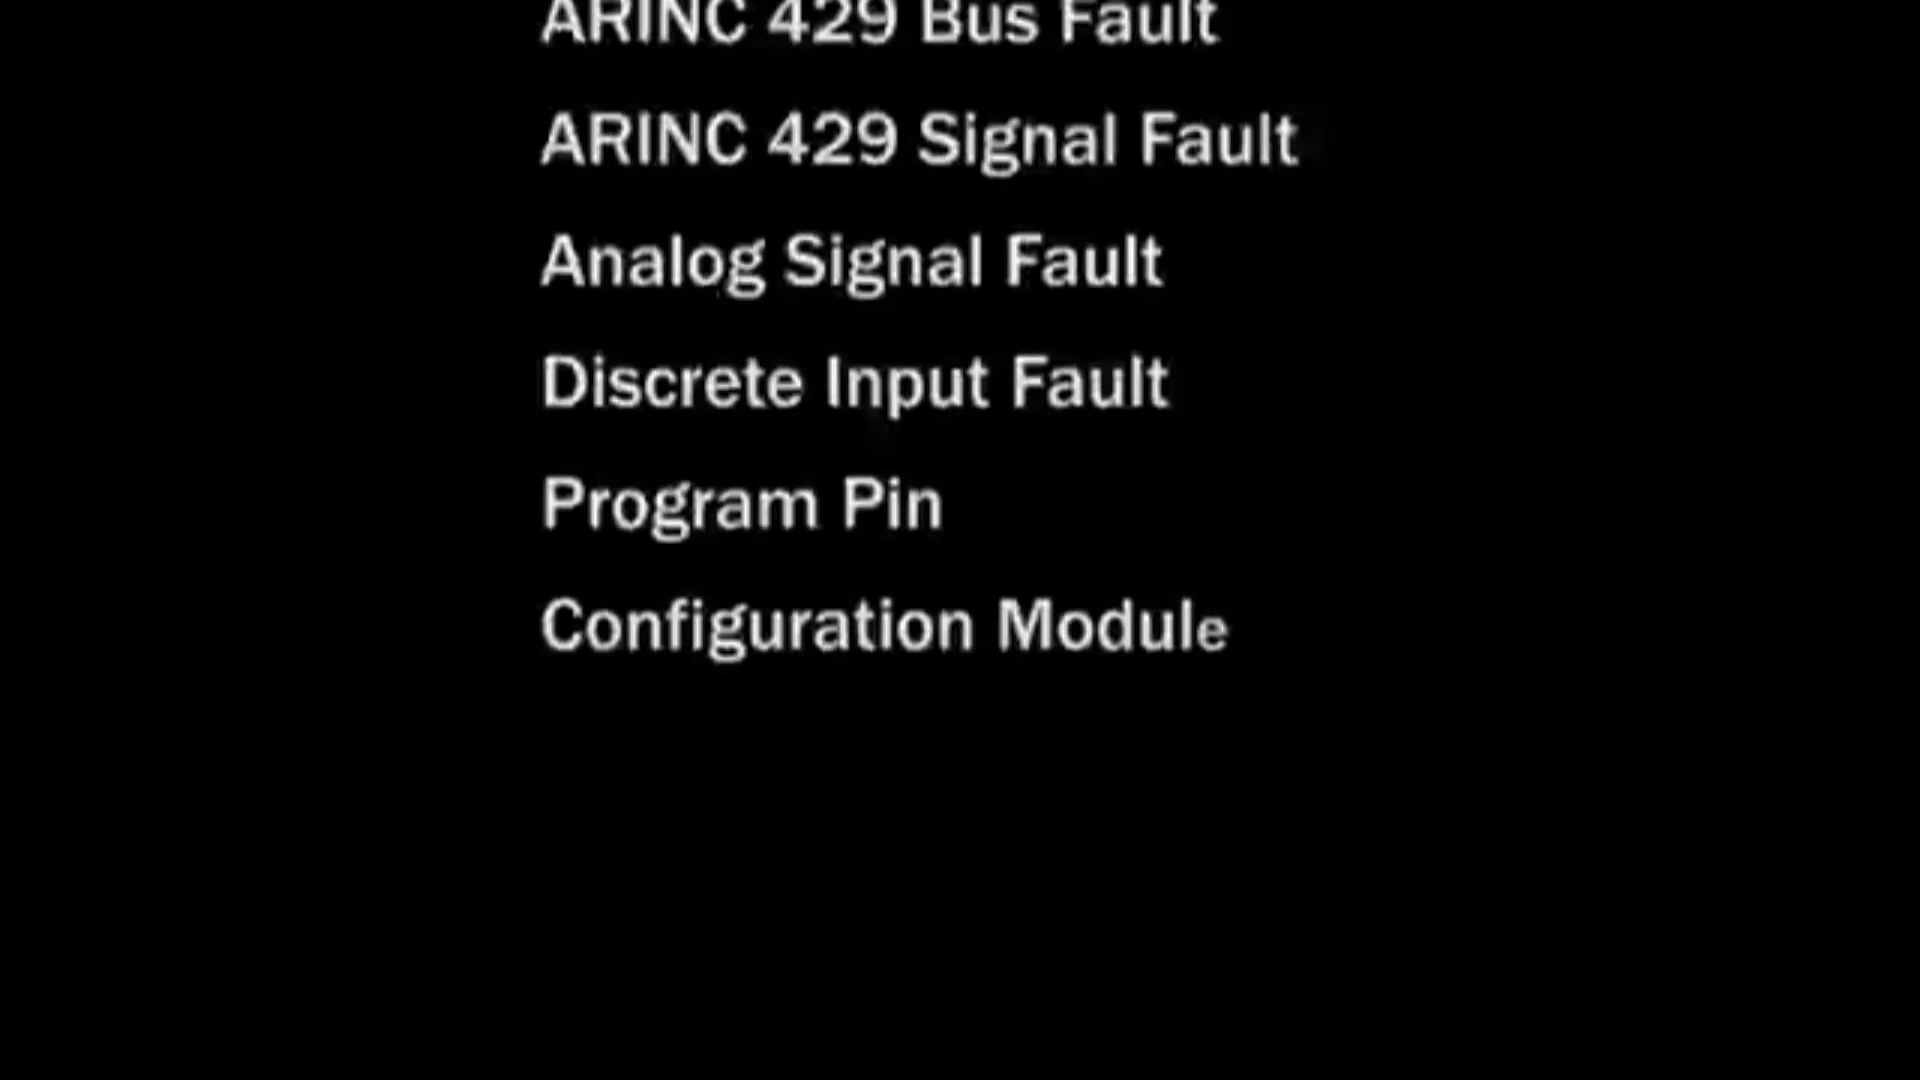 ARINC 429 Bus Fault
ARINC 429 Signal Fault
Analog Signal Fault
Discrete Input Fault
Program Pin
Configuration Module